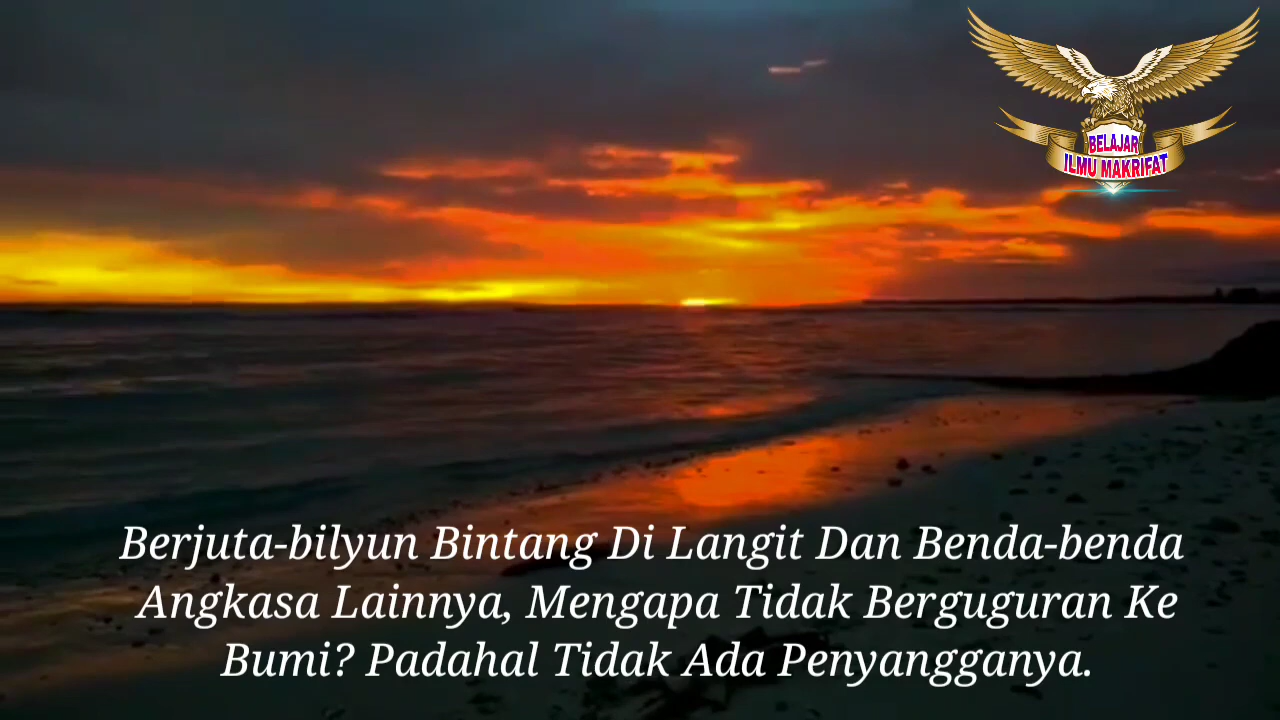 BELAJAR
ILMU MAKRIFAT
Berjuta-bilyun Bintang Di Langit Dan Benda-benda
Angkasa Lainnya, Mengapa Tidak Berguguran Ke
Bumi? Padahal Tidak Ada Penyangganya.